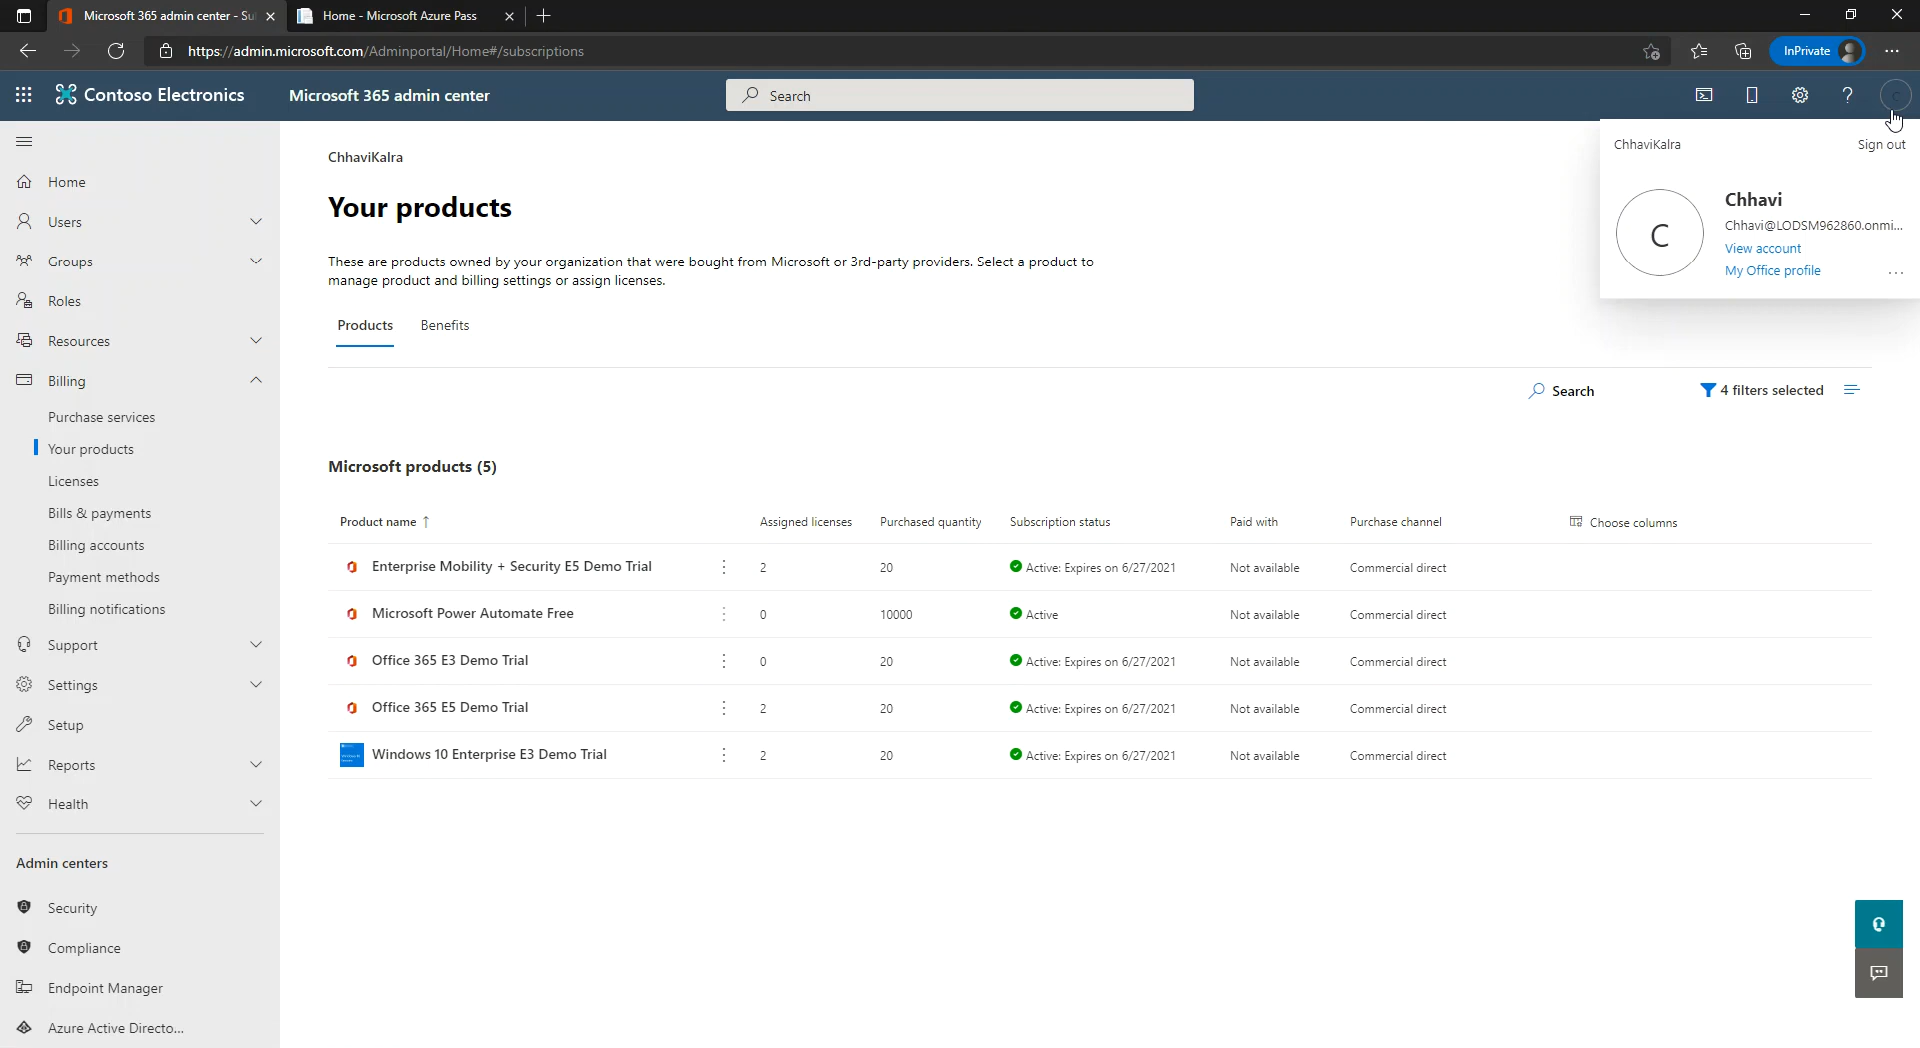 Microsoft 365 admin center - Su
Home - Microsoft Azure Pass
https://admin.microsoft.com/Adminportal/Home#/subscriptions
InPrivate
Contoso Electronics
Microsoft 365 admin center
Search
?
C
ChhaviKalra
Sign out
C
Chhavi
Chhavi@LODSM962860.onmi...
View account
My Office profile
...
Home
Users
Groups
Roles
Resources
Billing
Purchase services
Your products
Licenses
Bills & payments
Billing accounts
Payment methods
Billing notifications
Support
Settings
Setup
Reports
Health
Admin centers
Security
Compliance
Endpoint Manager
Azure Active Directo...
ChhaviKalra
Your products
These are products owned by your organization that were bought from Microsoft or 3rd-party providers. Select a product to
manage product and billing settings or assign licenses.
Products Benefits
Search 4 filters selected
Microsoft products (5)
Product name ↑ Assigned licenses Purchased quantity Subscription status Paid with Purchase channel Choose columns
Enterprise Mobility + Security E5 Demo Trial 2 20 Active: Expires on 6/27/2021 Not available Commercial direct
Microsoft Power Automate Free 0 10000 Active Not available Commercial direct
Office 365 E3 Demo Trial 0 20 Active: Expires on 6/27/2021 Not available Commercial direct
Office 365 E5 Demo Trial 2 20 Active: Expires on 6/27/2021 Not available Commercial direct
Windows 10 Enterprise E3 Demo Trial 2 20 Active: Expires on 6/27/2021 Not available Commercial direct